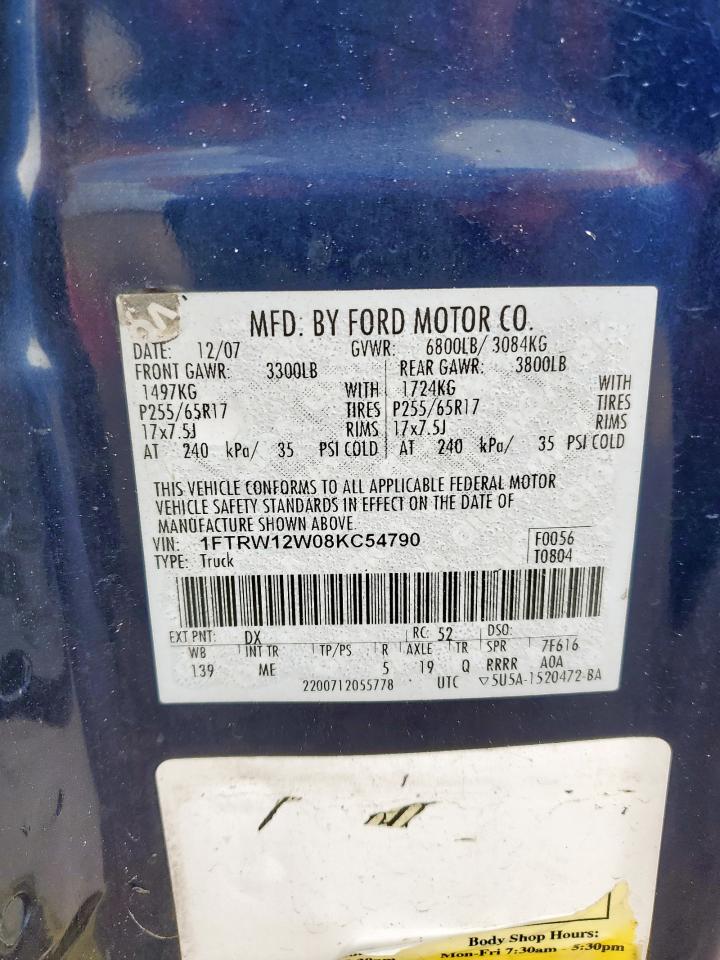 MFD. BY FORD MOTOR CO.
DATE: 12/07 GVWR: 6800LB/ 3084KG
FRONT GAWR: 3300LB REAR GAWR: 3800LB
1497KG WITH 1724KG WITH
P255/65R17 TIRES P255/65R17 TIRES
17x7.5J RIMS 17x7.5J RIMS
AT 240 kPa/ 35 PSI COLD AT 240 kPa/ 35 PSI COLD
THIS VEHICLE CONFORMS TO ALL APPLICABLE FEDERAL MOTOR
VEHICLE SAFETY STANDARDS IN EFFECT ON THE DATE OF
MANUFACTURE SHOWN ABOVE.
VIN: 1FTRW12W08KC54790 F0056
TYPE: Truck T0804
EXT PNT: DX RC: 52 DSO:
WB INT TR TP/PS R AXLE TR SPR 7F616
139 ME 5 19 Q RRRR A0A
2200712055778 UTC ▽5U5A-1520472-BA
Body Shop Hours:
Mon-Fri 7:30am - 5:30pm